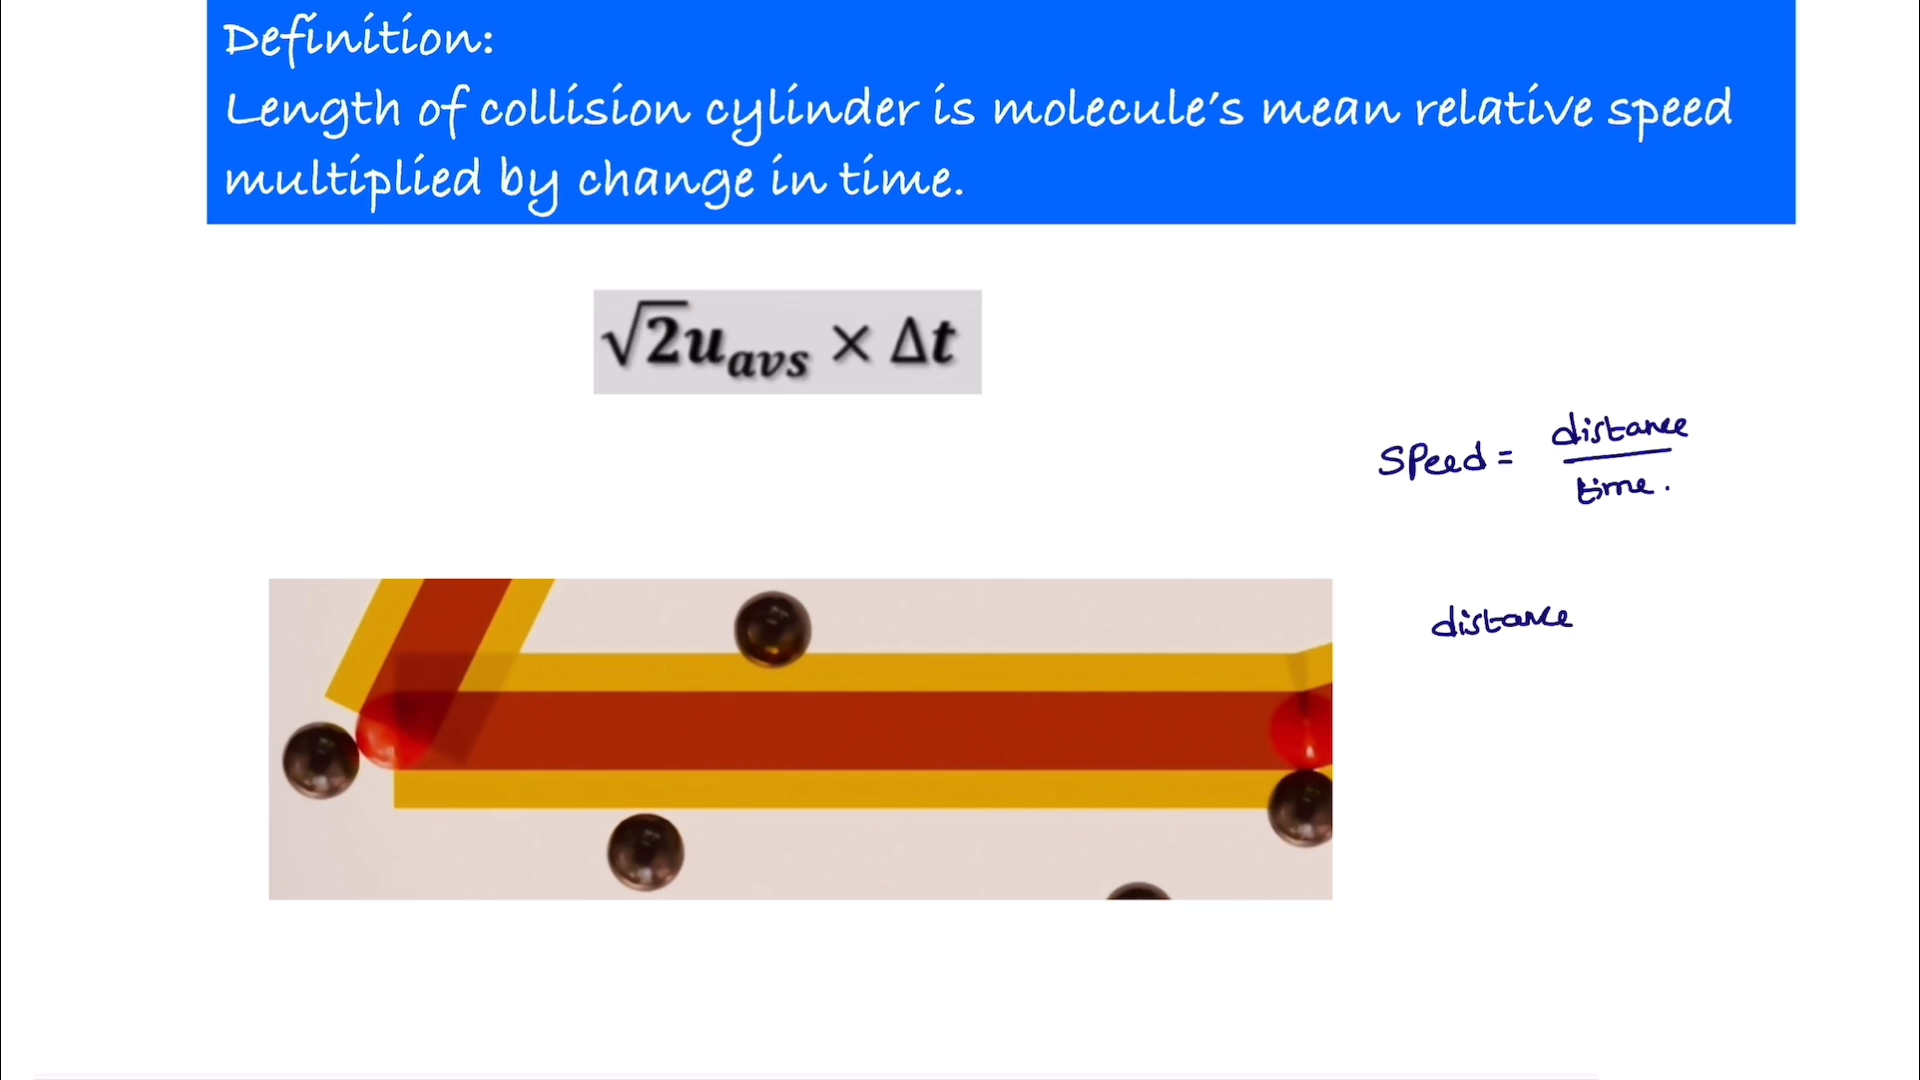 Definition:
Length of collision cylinder is molecule's mean relative speed
multiplied by change in time.
√2u_avs × Δt
Speed = distance
time.
distance